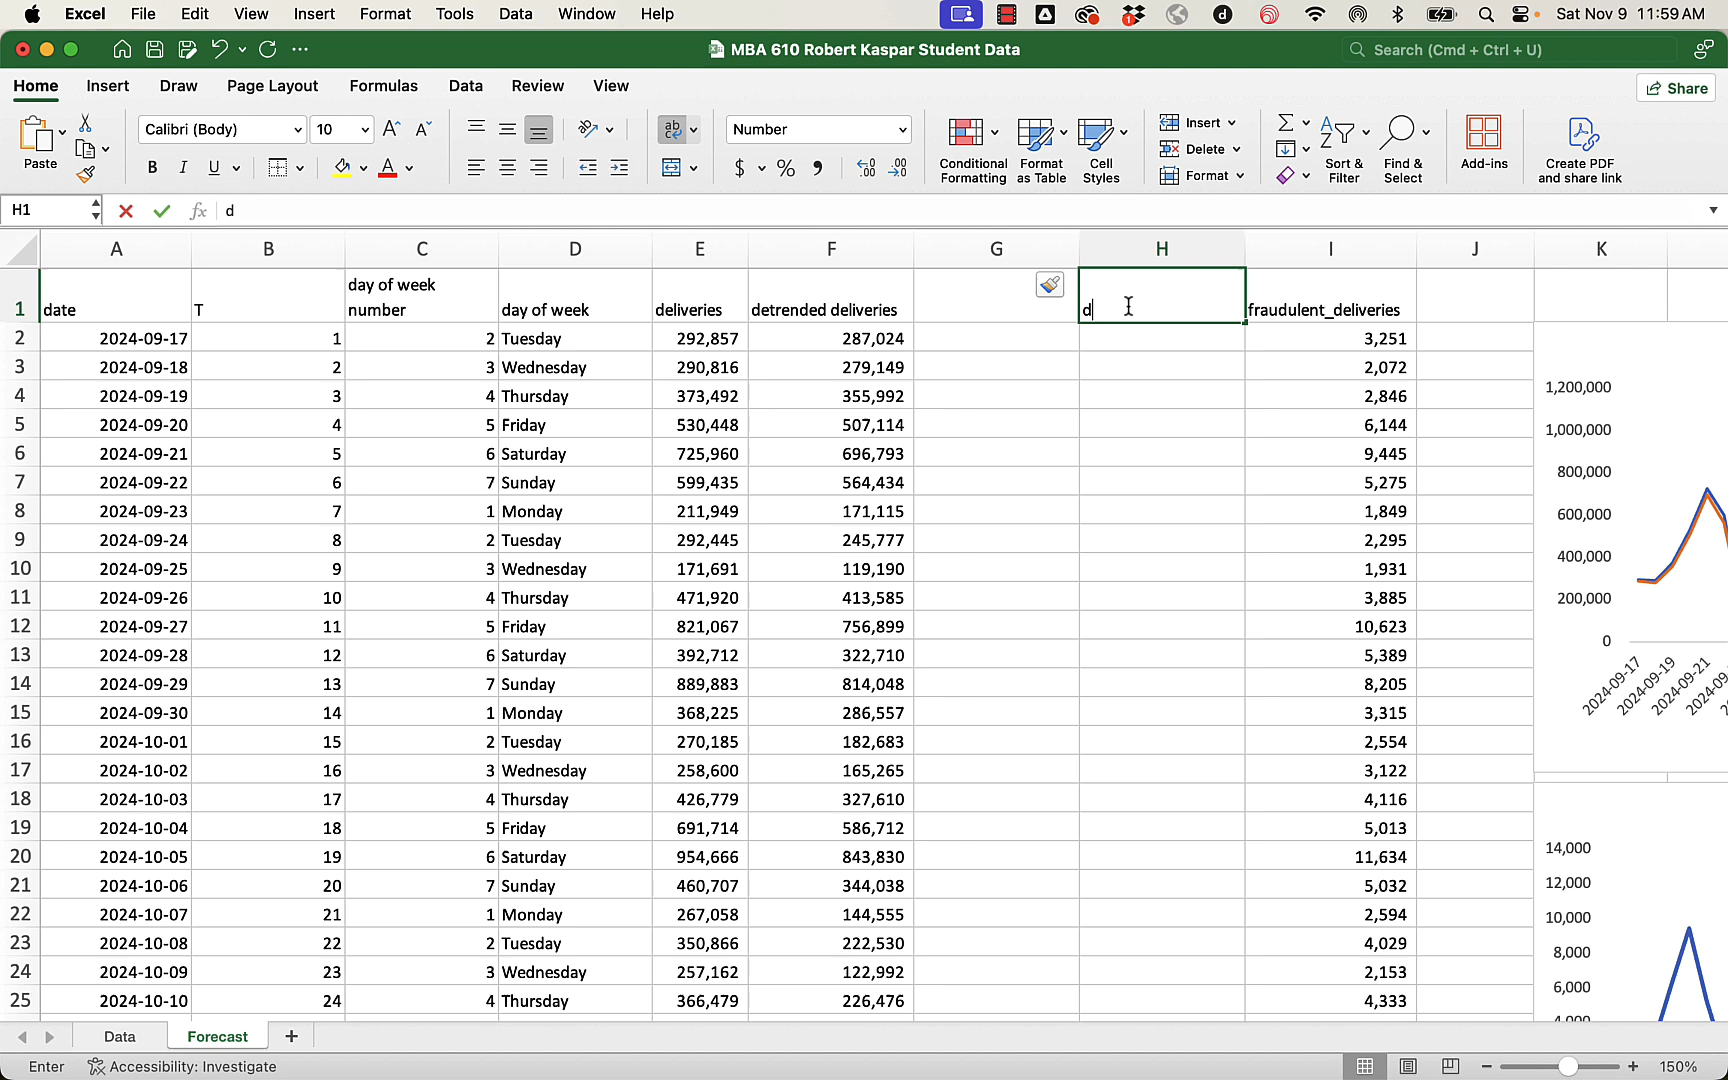 Excel File Edit View Insert Format Tools Data Window Help Sat Nov 9 11:59 AM
MBA 610 Robert Kaspar Student Data
Search (Cmd + Ctrl + U)
Home Insert Draw Page Layout Formulas Data Review View Share
Paste
Calibri (Body) 10
B I U
Number
Conditional Formatting
Format as Table
Cell Styles
Insert
Delete
Format
Sort & Filter
Find & Select
Add-ins
Create PDF and share link
H1 fx d
A B C D E F G H I J K
1 date T day of week number day of week deliveries detrended deliveries d fraudulent_deliveries
2 2024-09-17 1 2 Tuesday 292,857 287,024 3,251
3 2024-09-18 2 3 Wednesday 290,816 279,149 2,072
4 2024-09-19 3 4 Thursday 373,492 355,992 2,846
5 2024-09-20 4 5 Friday 530,448 507,114 6,144
6 2024-09-21 5 6 Saturday 725,960 696,793 9,445
7 2024-09-22 6 7 Sunday 599,435 564,434 5,275
8 2024-09-23 7 1 Monday 211,949 171,115 1,849
9 2024-09-24 8 2 Tuesday 292,445 245,777 2,295
10 2024-09-25 9 3 Wednesday 171,691 119,190 1,931
11 2024-09-26 10 4 Thursday 471,920 413,585 3,885
12 2024-09-27 11 5 Friday 821,067 756,899 10,623
13 2024-09-28 12 6 Saturday 392,712 322,710 5,389
14 2024-09-29 13 7 Sunday 889,883 814,048 8,205
15 2024-09-30 14 1 Monday 368,225 286,557 3,315
16 2024-10-01 15 2 Tuesday 270,185 182,683 2,554
17 2024-10-02 16 3 Wednesday 258,600 165,265 3,122
18 2024-10-03 17 4 Thursday 426,779 327,610 4,116
19 2024-10-04 18 5 Friday 691,714 586,712 5,013
20 2024-10-05 19 6 Saturday 954,666 843,830 11,634
21 2024-10-06 20 7 Sunday 460,707 344,038 5,032
22 2024-10-07 21 1 Monday 267,058 144,555 2,594
23 2024-10-08 22 2 Tuesday 350,866 222,530 4,029
24 2024-10-09 23 3 Wednesday 257,162 122,992 2,153
25 2024-10-10 24 4 Thursday 366,479 226,476 4,333
1,200,000
1,000,000
800,000
600,000
400,000
200,000
0
2024-09-17
2024-09-19
2024-09-21
14,000
12,000
10,000
8,000
6,000
Data Forecast +
Enter Accessibility: Investigate 150%